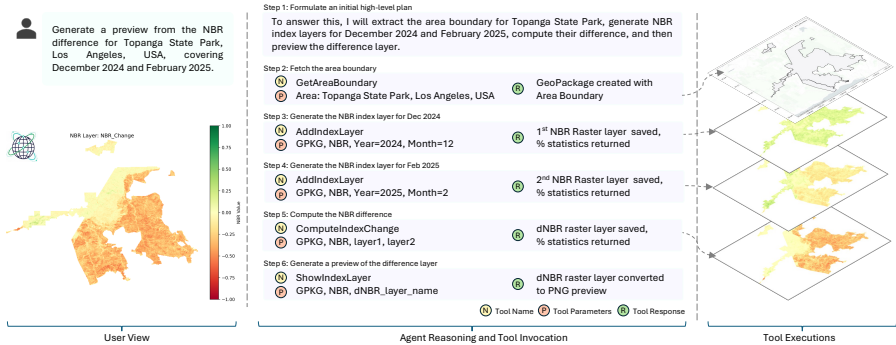 Generate a preview from the NBR
difference for Topanga State Park,
Los Angeles, USA, covering
December 2024 and February 2025.
NBR Layer: NBR_Change
1.00
0.75
0.50
0.25
0.00
−0.25
−0.50
−0.75
−1.00
NBR Value
User View
Step 1: Formulate an initial high-level plan
To answer this, I will extract the area boundary for Topanga State Park, generate NBR
index layers for December 2024 and February 2025, compute their difference, and then
preview the difference layer.
Step 2: Fetch the area boundary
N GetAreaBoundary
P Area: Topanga State Park, Los Angeles, USA
R GeoPackage created with
Area Boundary
Step 3: Generate the NBR index layer for Dec 2024
N AddIndexLayer
P GPKG, NBR, Year=2024, Month=12
R 1st NBR Raster layer saved,
% statistics returned
Step 4: Generate the NBR index layer for Feb 2025
N AddIndexLayer
P GPKG, NBR, Year=2025, Month=2
R 2nd NBR Raster layer saved,
% statistics returned
Step 5: Compute the NBR difference
N ComputeIndexChange
P GPKG, NBR, layer1, layer2
R dNBR raster layer saved,
% statistics returned
Step 6: Generate a preview of the difference layer
N ShowIndexLayer
P GPKG, NBR, dNBR_layer_name
R dNBR raster layer converted
to PNG preview
N Tool Name P Tool Parameters R Tool Response
Agent Reasoning and Tool Invocation
Tool Executions